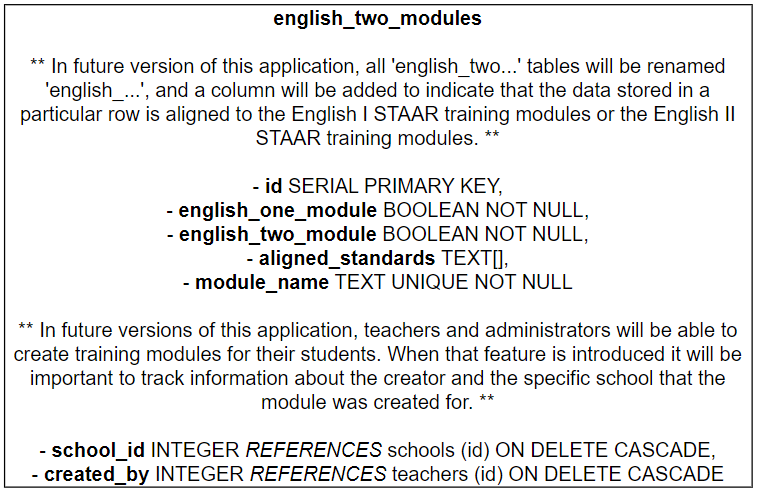 english_two_modules
** In future version of this application, all 'english_two...' tables will be renamed
'english_...', and a column will be added to indicate that the data stored in a
particular row is aligned to the English I STAAR training modules or the English II
STAAR training modules. **
- id SERIAL PRIMARY KEY,
- english_one_module BOOLEAN NOT NULL,
- english_two_module BOOLEAN NOT NULL,
- aligned_standards TEXT[],
- module_name TEXT UNIQUE NOT NULL
** In future versions of this application, teachers and administrators will be able to
create training modules for their students. When that feature is introduced it will be
important to track information about the creator and the specific school that the
module was created for. **
- school_id INTEGER REFERENCES schools (id) ON DELETE CASCADE,
- created_by INTEGER REFERENCES teachers (id) ON DELETE CASCADE